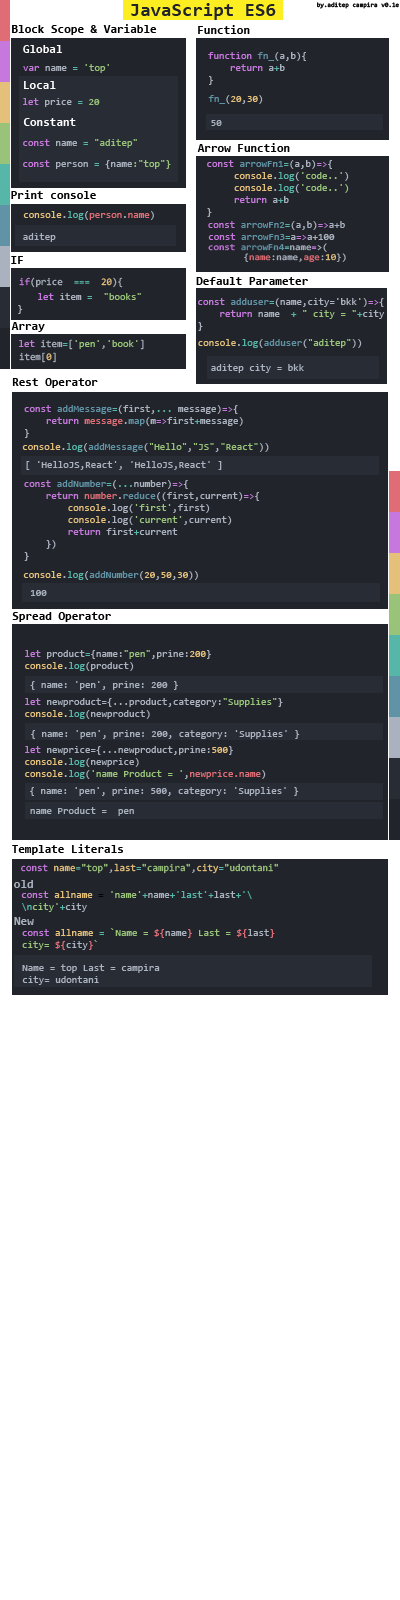 JavaScript ES6
by.aditep campira v0.1e
Block Scope & Variable
Global
var name = 'top'
Local
let price = 20
Constant
const name = "aditep"
const person = {name:"top"}
Print console
console.log(person.name)
aditep
IF
if(price === 20){
let item = "books"
}
Array
let item=['pen','book']
item[0]
Function
function fn_(a,b){
return a+b
}
fn_(20,30)
50
Arrow Function
const arrowFn1=(a,b)=>{
console.log('code..')
console.log('code..')
return a+b
}
const arrowFn2=(a,b)=>a+b
const arrowFn3=a=>a+100
const arrowFn4=name=>(
{name:name,age:10})
Default Parameter
const adduser=(name,city='bkk')=>{
return name + " city = "+city
}
console.log(adduser("aditep"))
aditep city = bkk
Rest Operator
const addMessage=(first,... message)=>{
return message.map(m=>first+message)
}
console.log(addMessage("Hello","JS","React"))
[ 'HelloJS,React', 'HelloJS,React' ]
const addNumber=(...number)=>{
return number.reduce((first,current)=>{
console.log('first',first)
console.log('current',current)
return first+current
})
}
console.log(addNumber(20,50,30))
100
Spread Operator
let product={name:"pen",prine:200}
console.log(product)
{ name: 'pen', prine: 200 }
let newproduct={...product,category:"Supplies"}
console.log(newproduct)
{ name: 'pen', prine: 200, category: 'Supplies' }
let newprice={...newproduct,prine:500}
console.log(newprice)
console.log('name Product = ',newprice.name)
{ name: 'pen', prine: 500, category: 'Supplies' }
name Product =  pen
Template Literals
const name="top",last="campira",city="udontani"
old
const allname = 'name'+name+'last'+last+'\
\ncity'+city
New
const allname = `Name = ${name} Last = ${last}
city= ${city}`
Name = top Last = campira
city= udontani